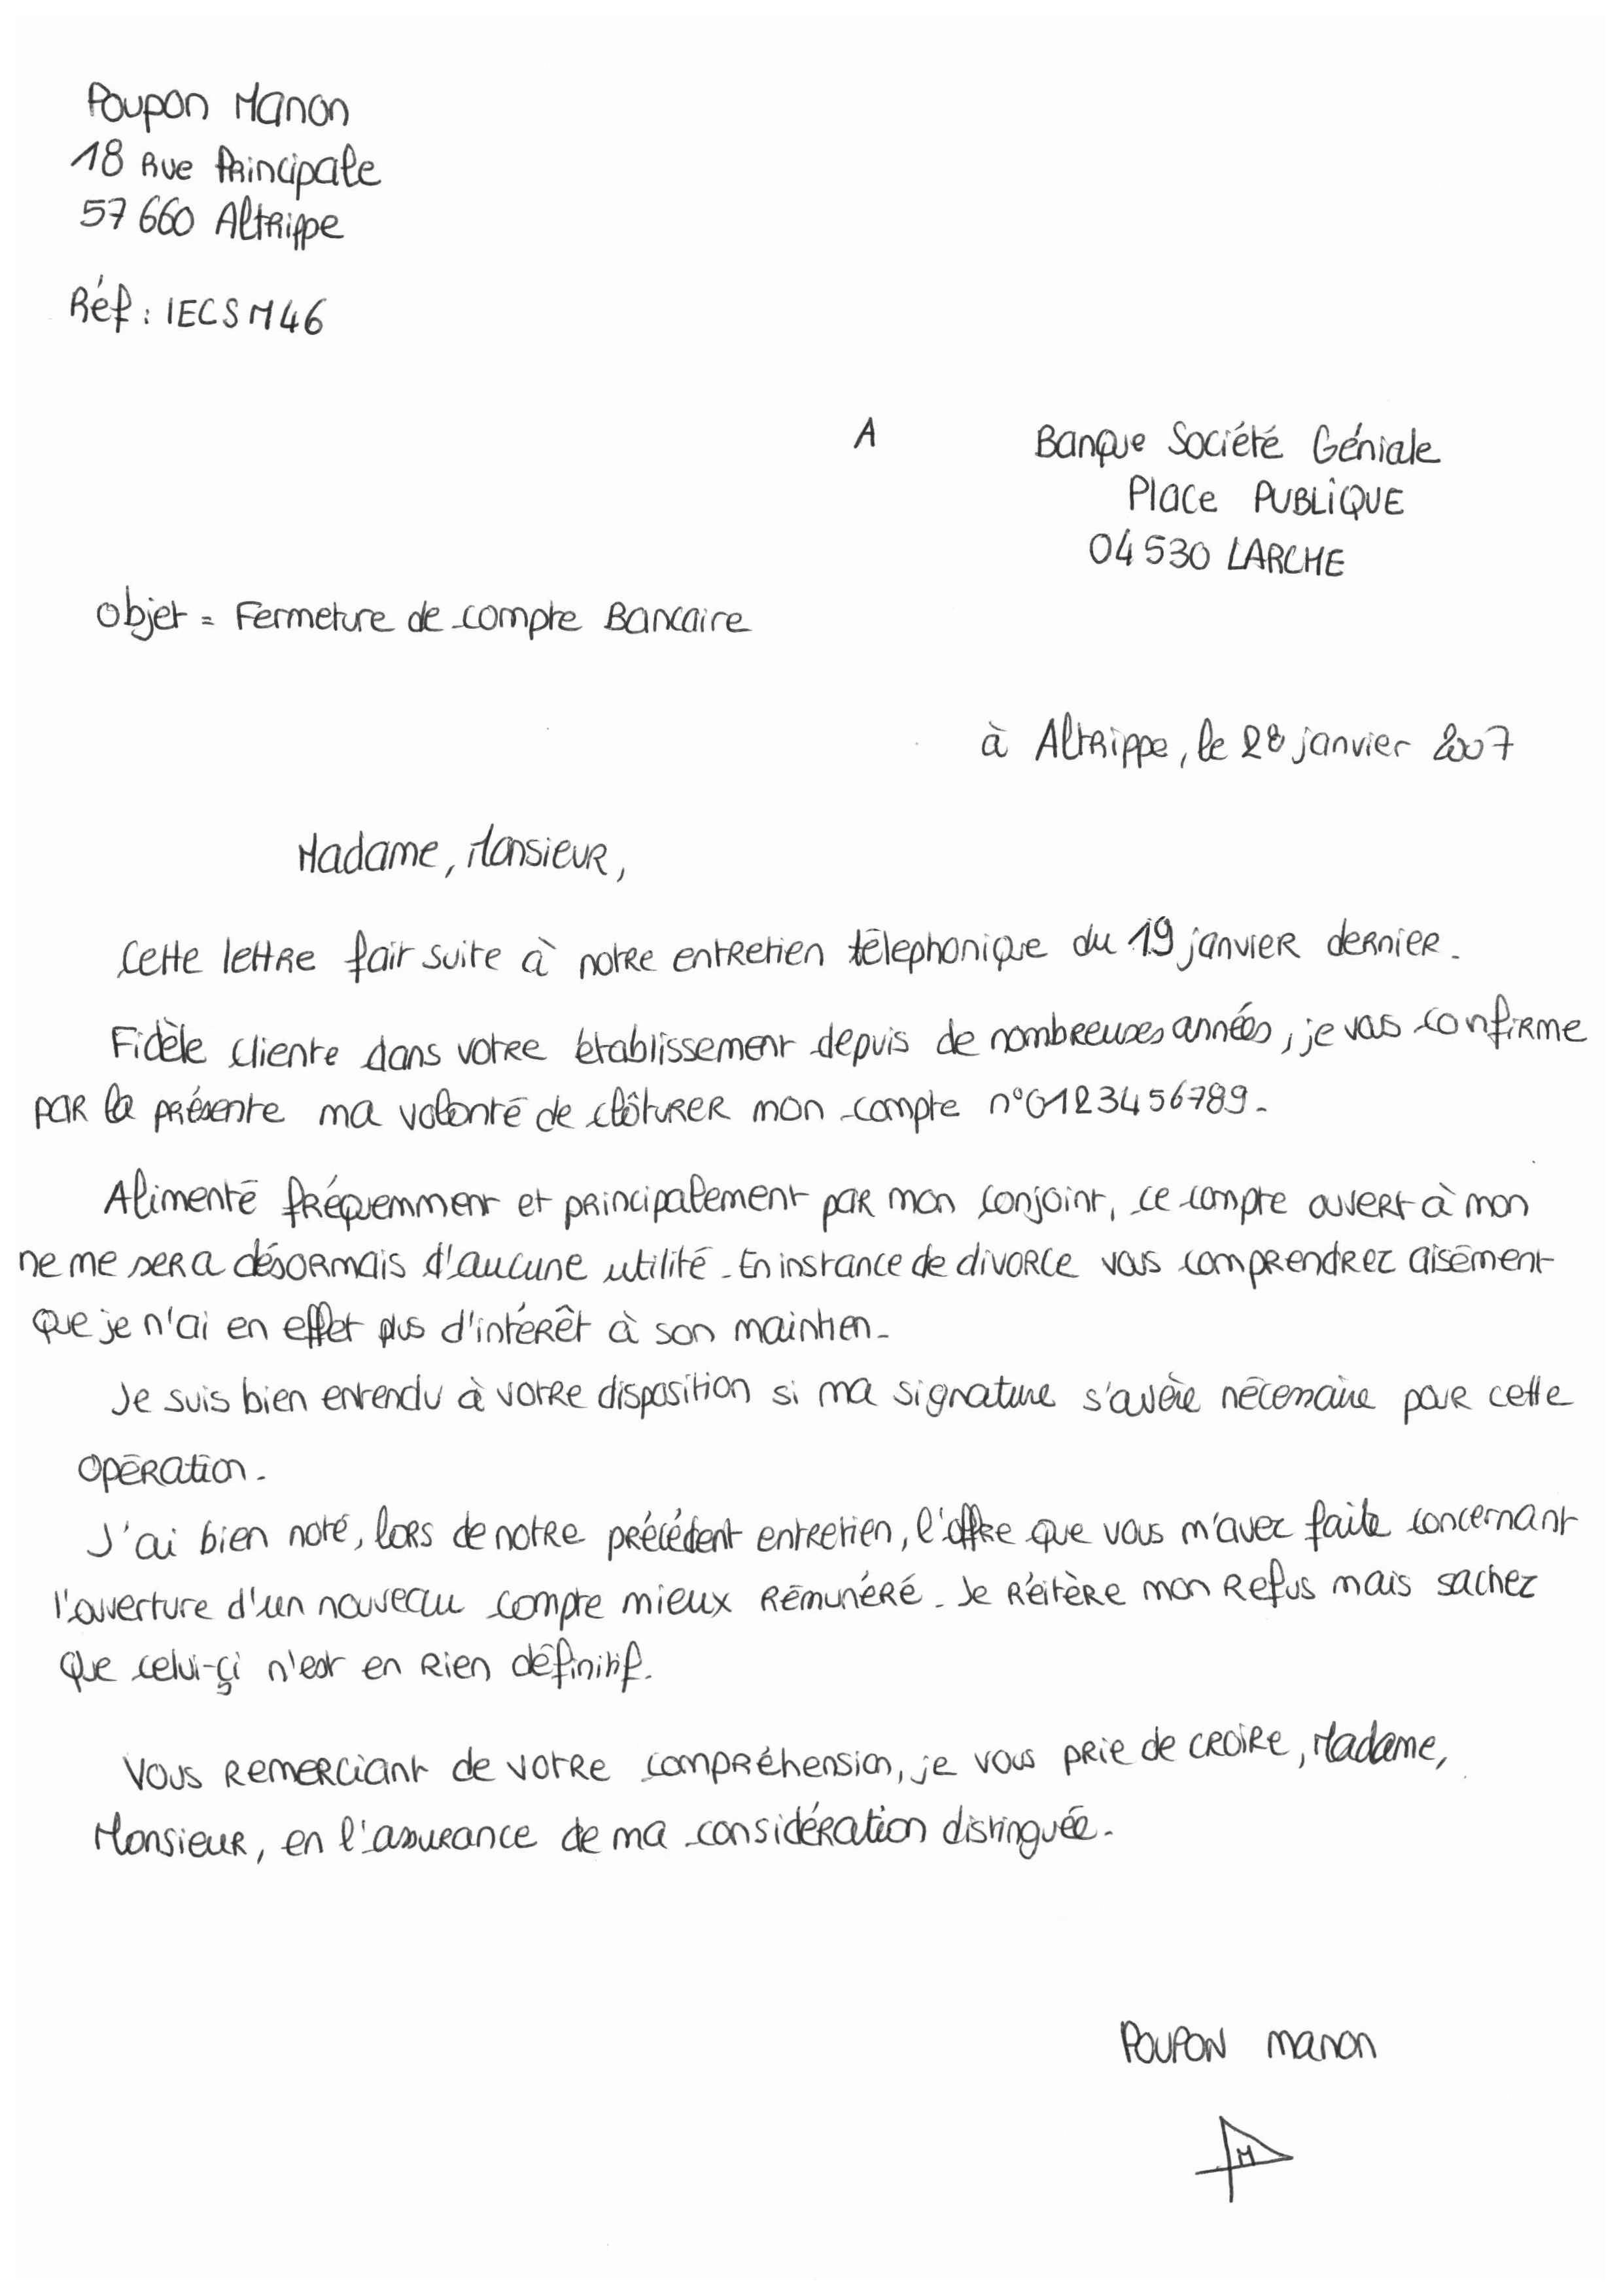 Poupon Manon
18 Rue Principale
57 660 Altrippe
Réf : IECSM46
A
Banque Société Géniale
Place PUBLIQUE
04 530 LARCHE
Objet = Fermeture de compte Bancaire
à Altrippe, le 28 janvier 2007
Madame, Monsieur,
Cette lettre fait suite à notre entretien télephonique du 19 janvier dernier.
Fidèle cliente dans votre établissement depuis de nombreuses années, je vous confirme
par la présente ma volonté de clôturer mon compte n°0123456789.
Alimenté fréquemment et principalement par mon conjoint, ce compte ouvert à mon
ne me sera désormais d'aucune utilité. En instance de divorce vous comprendrez aisément
que je n'ai en effet plus d'intérêt à son maintien.
Je suis bien entendu à votre disposition si ma signature s'avère nécessaire pour cette
opération.
J'ai bien noté, lors de notre précédent entretien, l'offre que vous m'avez faite concernant
l'ouverture d'un nouveau compte mieux rémunéré. Je réitère mon refus mais sachez
que celui-çi n'est en rien définitif.
Vous remerciant de votre compréhension, je vous prie de croire, Madame,
Monsieur, en l'assurance de ma considération distinguée.
POUPON manon
M